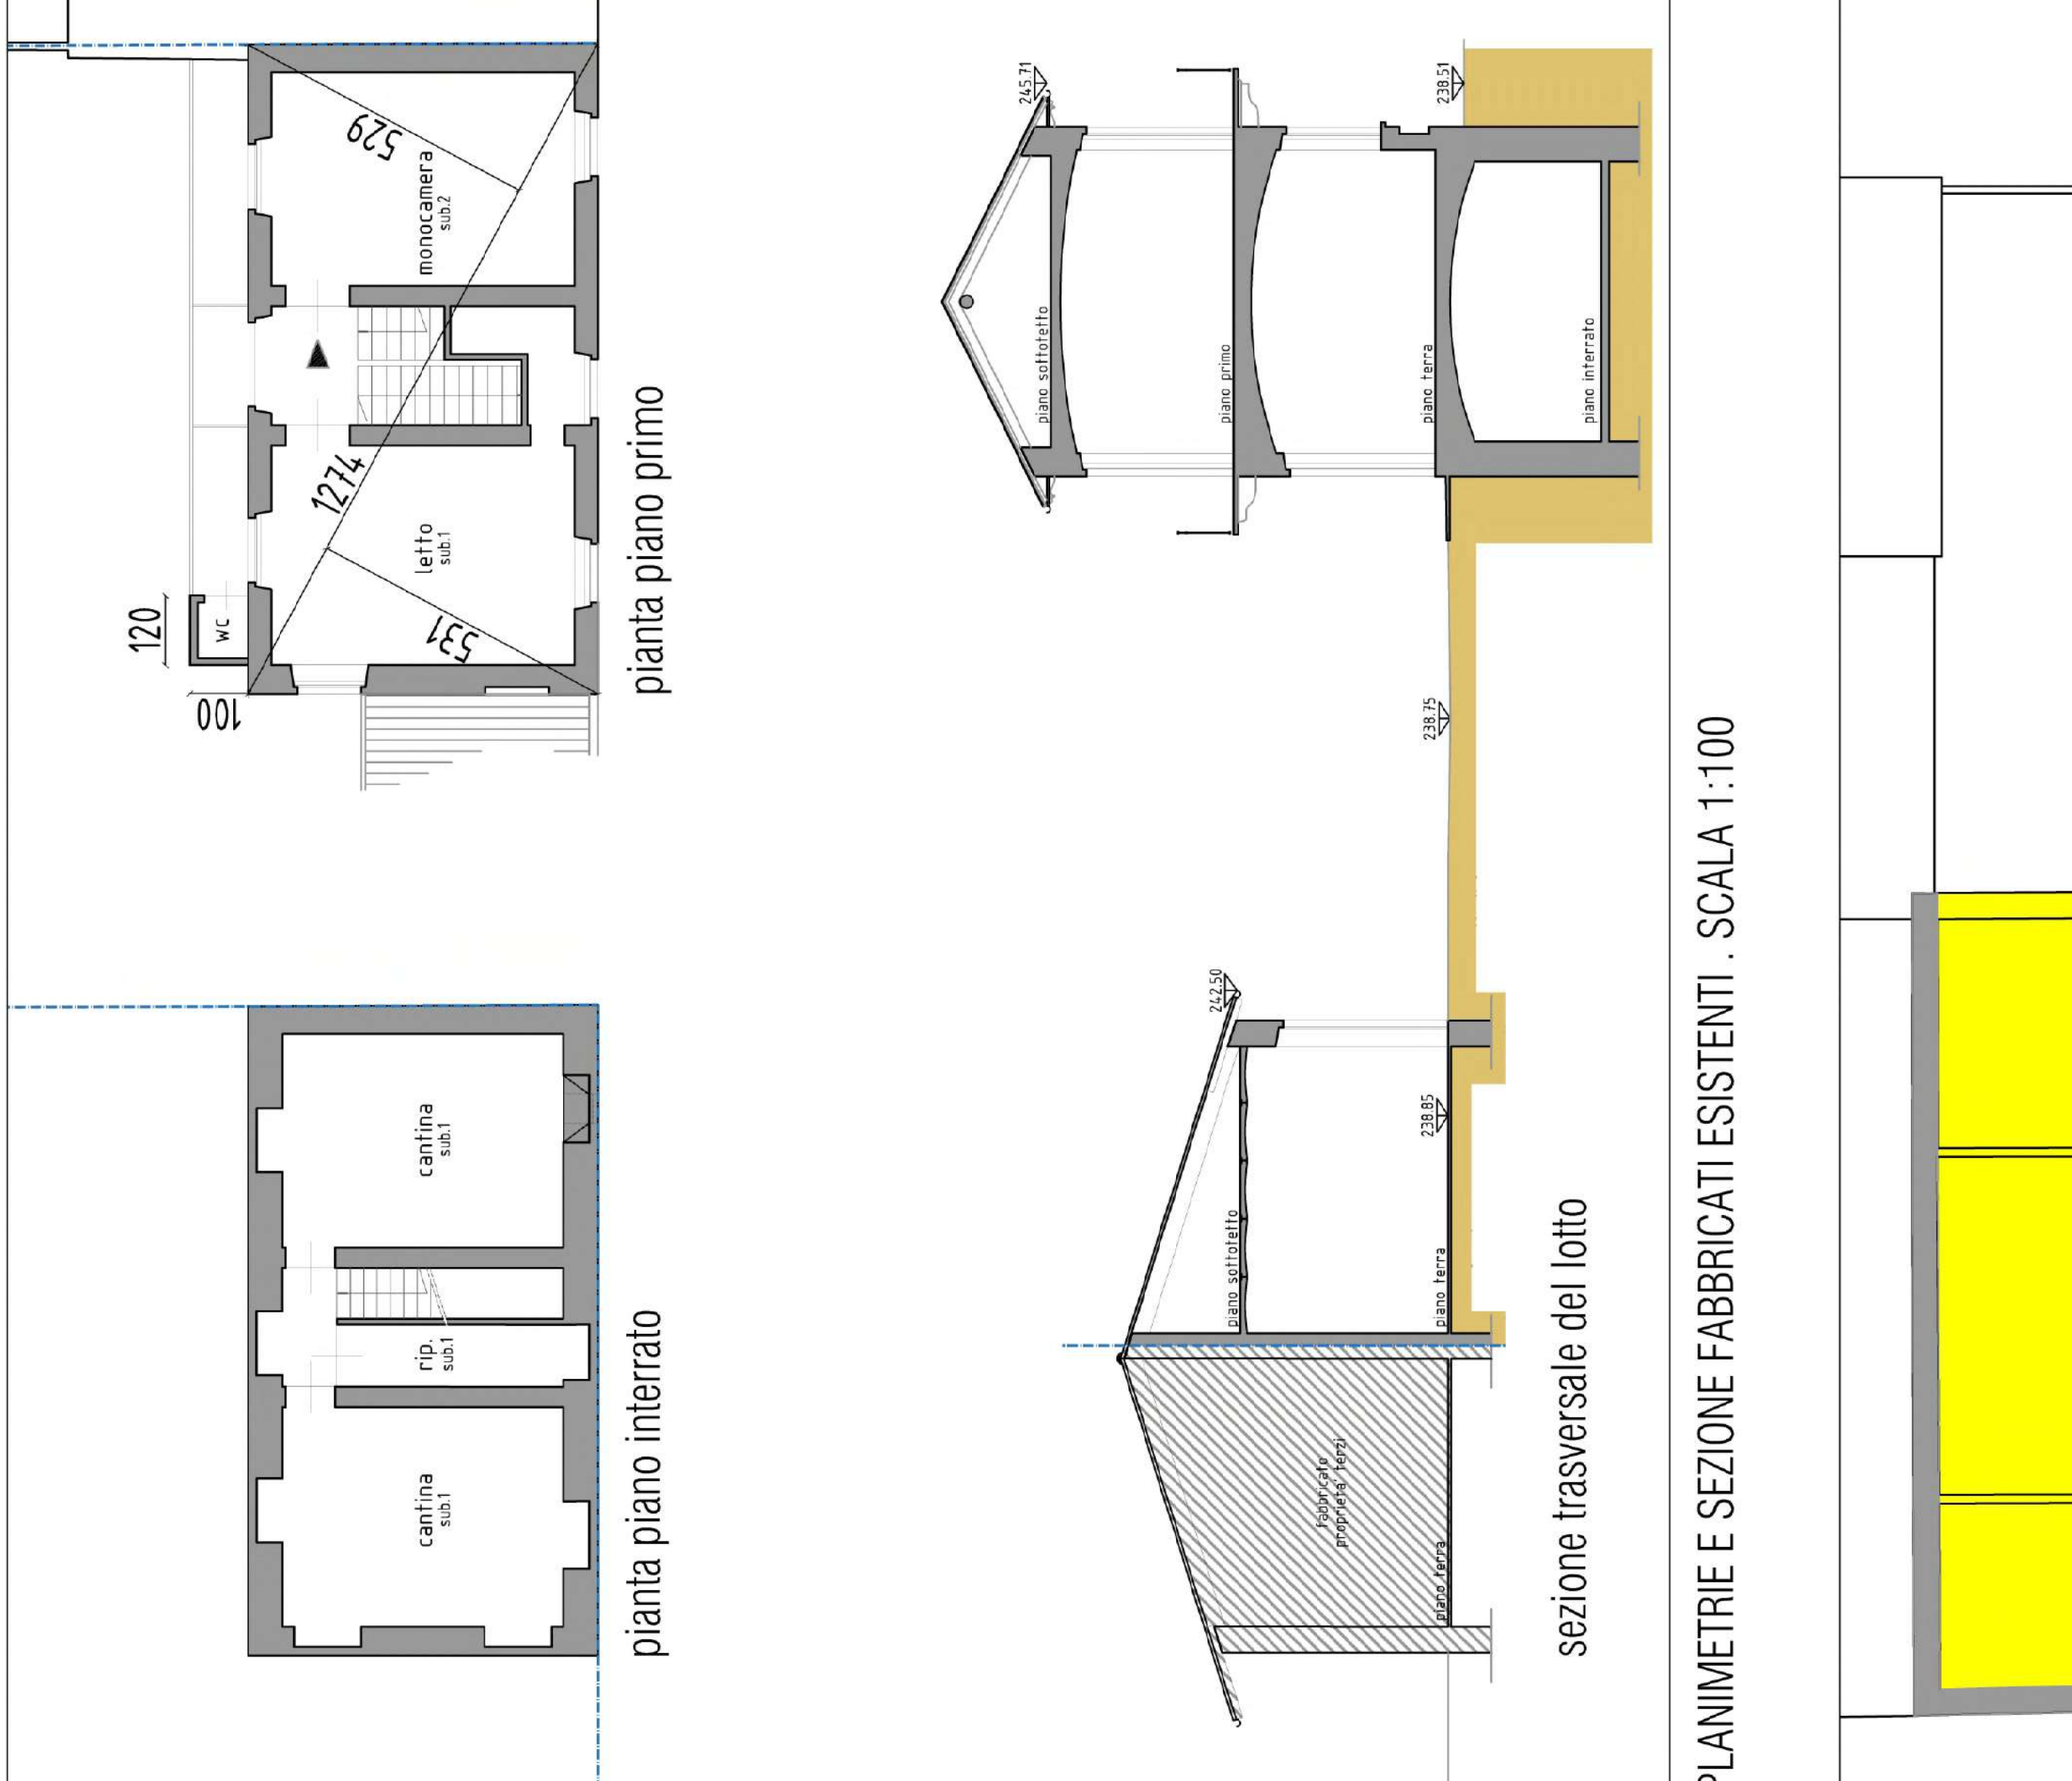 cantina
sub.1
rip.
sub.1
cantina
sub.1
pianta piano interrato
100
120
WC
1274
531
529
letto
sub.1
monocamera
sub.2
pianta piano primo
fabbricato
proprieta' terzi
piano terra
piano sottotetto
piano terra
242.50
238.85
238.75
245.71
238.51
piano sottotetto
piano primo
piano terra
piano interrato
sezione trasversale del lotto
PLANIMETRIE E SEZIONE FABBRICATI ESISTENTI . SCALA 1:100